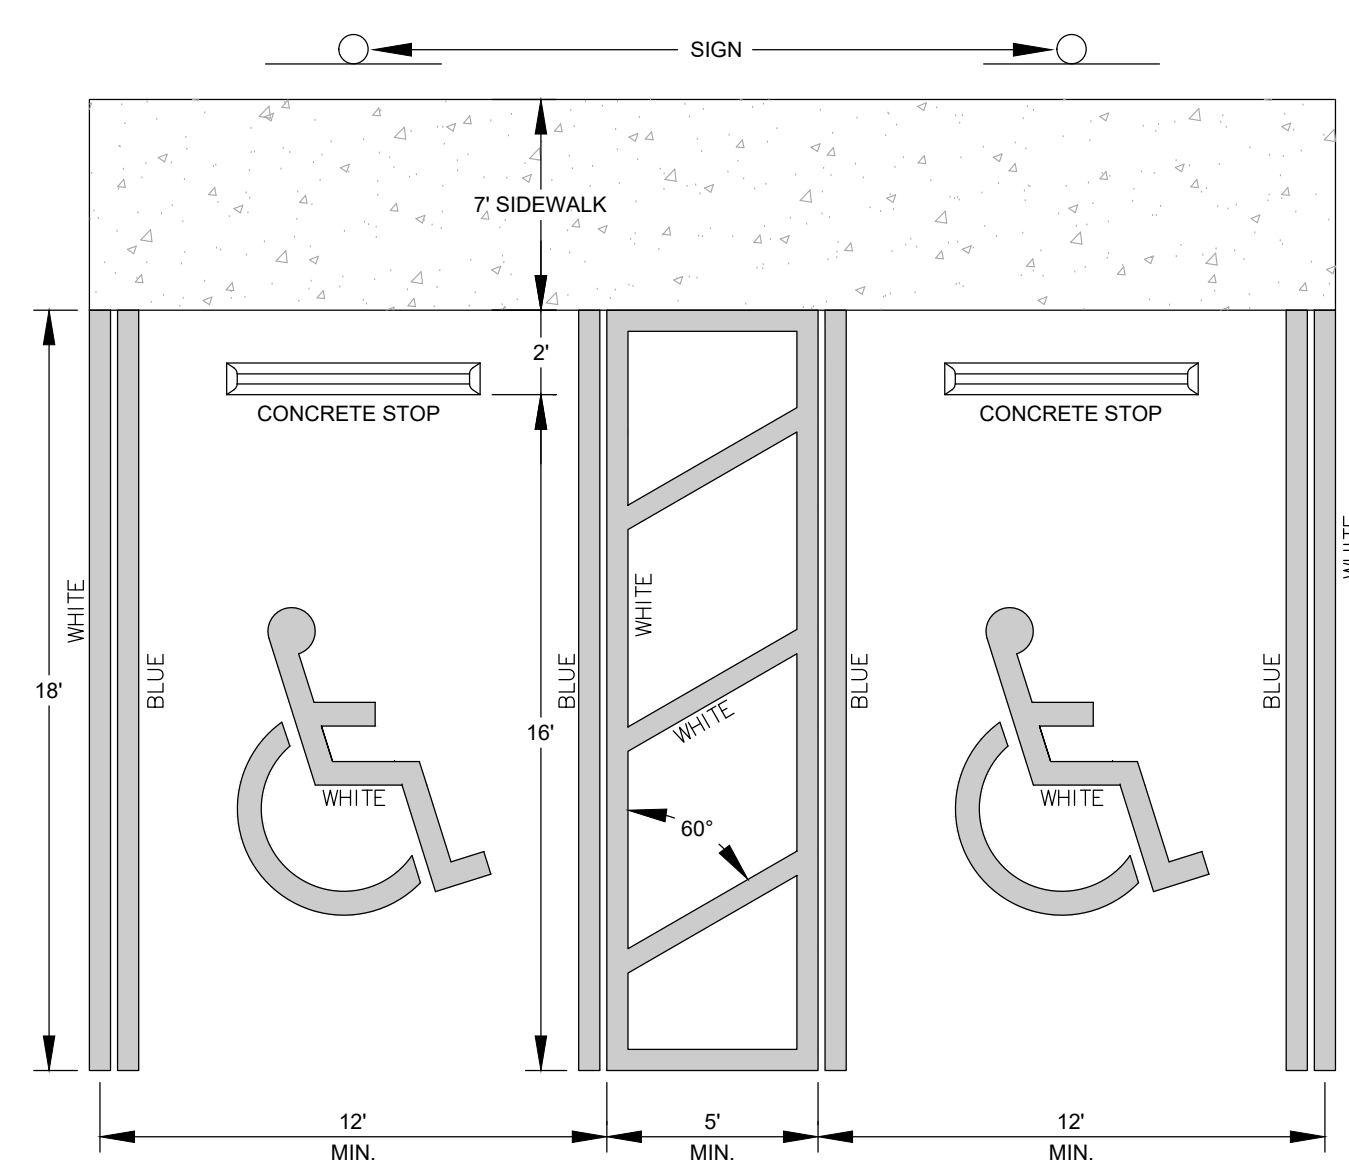 SIGN
7' SIDEWALK
2'
CONCRETE STOP
CONCRETE STOP
WHITE
WHITE
WHITE
BLUE
BLUE
BLUE
BLUE
18'
16'
WHITE
WHITE
WHITE
60°
12'
MIN.
5'
MIN.
12'
MIN.